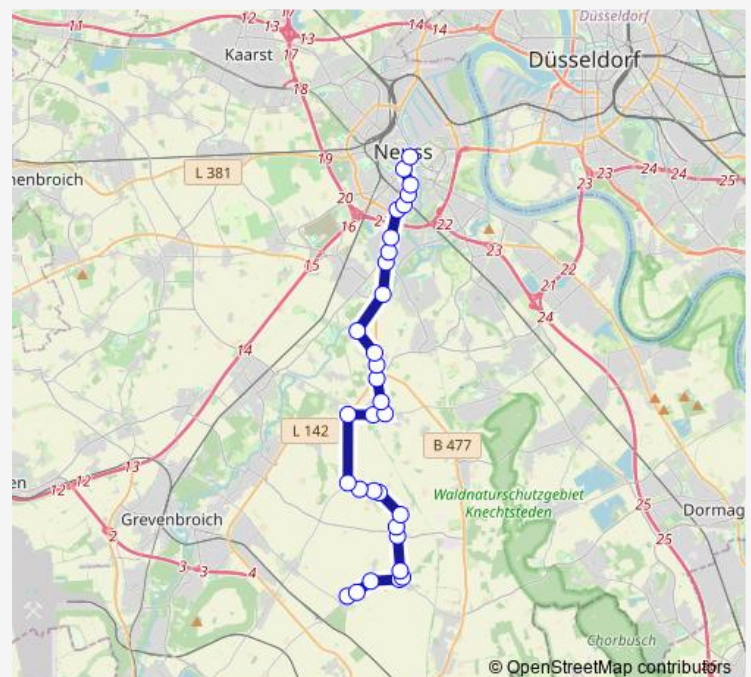 11
12
13
17
13
14
14
Düsseldorf
Kaarst
18
Düsseldorf
Neuss
19
L 381
nenbroich
23
24
24
25
20
16
22
23
22
15
21
24
14
L 142
B 477
13
12
12
en
Waldnaturschutzgebiet
Knechtsteden
25
Dormag
Grevenbroich
2
3
3
4
25
Chorbusch
© OpenStreetMap contributors